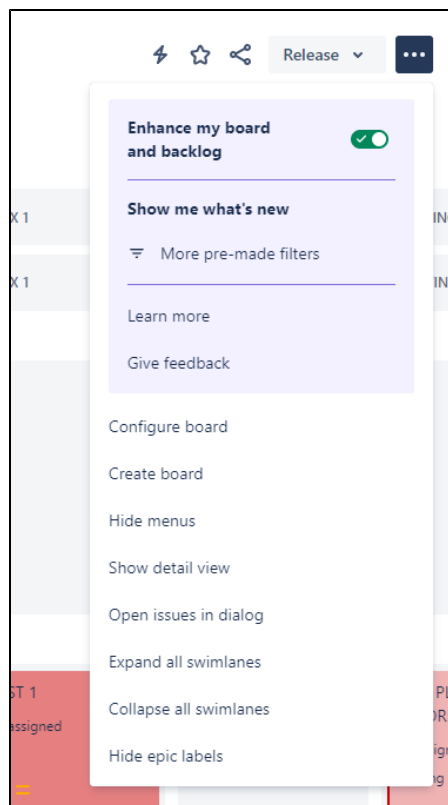 Release
Enhance my board
and backlog
Show me what's new
X 1
More pre-made filters
X 1
Learn more
Give feedback
Configure board
Create board
Hide menus
Show detail view
Open issues in dialog
Expand all swimlanes
ST 1
assigned
Collapse all swimlanes
Hide epic labels